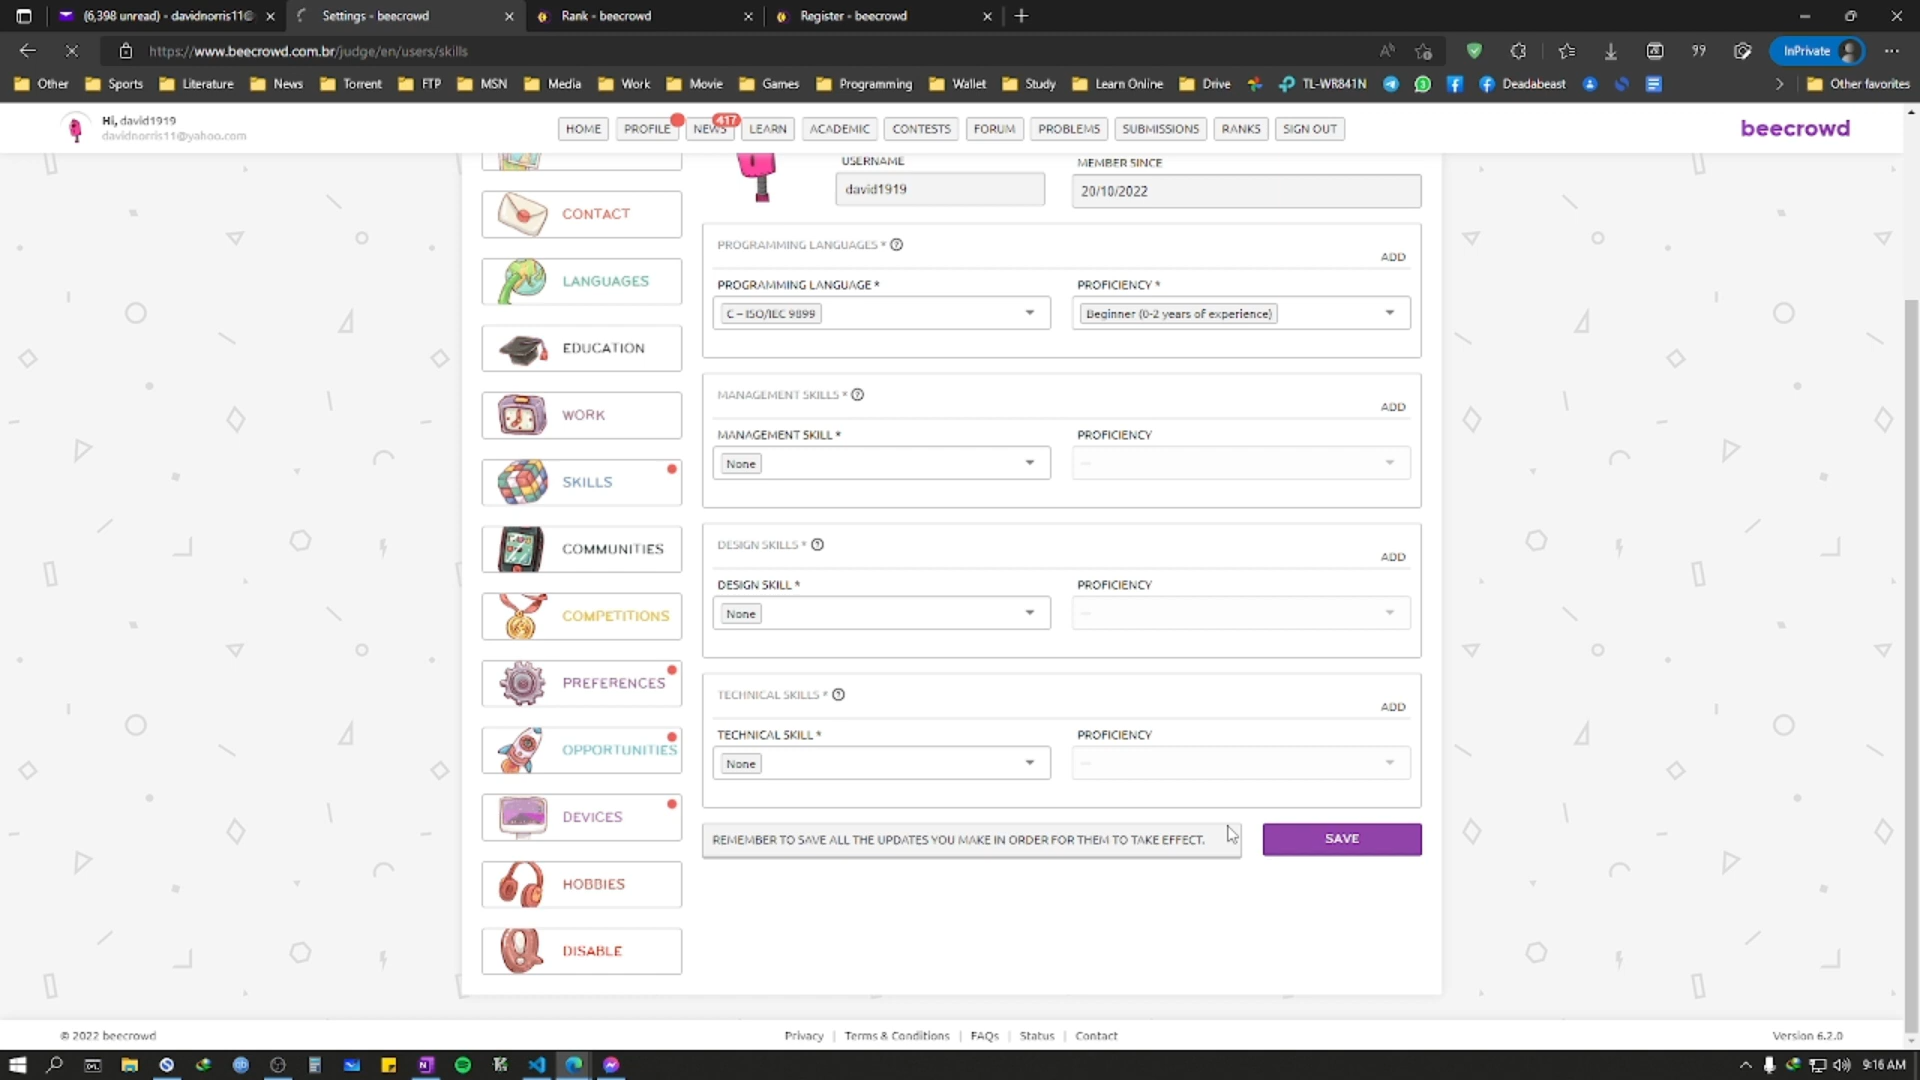 (6,398 unread) - davidnorris11@
Settings - beecrowd
Rank - beecrowd
Register - beecrowd
https://www.beecrowd.com.br/judge/en/users/skills
InPrivate
Other
Sports
Literature
News
Torrent
FTP
MSN
Media
Work
Movie
Games
Programming
Wallet
Study
Learn Online
Drive
TL-WR841N
Deadabeast
Other favorites
Hi, david1919
davidnorris11@yahoo.com
HOME
PROFILE
NEWS
417
LEARN
ACADEMIC
CONTESTS
FORUM
PROBLEMS
SUBMISSIONS
RANKS
SIGN OUT
beecrowd
CONTACT
LANGUAGES
EDUCATION
WORK
SKILLS
COMMUNITIES
COMPETITIONS
PREFERENCES
OPPORTUNITIES
DEVICES
HOBBIES
DISABLE
USERNAME
david1919
MEMBER SINCE
20/10/2022
PROGRAMMING LANGUAGES *
ADD
PROGRAMMING LANGUAGE *
PROFICIENCY *
C – ISO/IEC 9899
Beginner (0-2 years of experience)
MANAGEMENT SKILLS *
ADD
MANAGEMENT SKILL *
PROFICIENCY
None
—
DESIGN SKILLS *
ADD
DESIGN SKILL *
PROFICIENCY
None
—
TECHNICAL SKILLS *
ADD
TECHNICAL SKILL *
PROFICIENCY
None
—
REMEMBER TO SAVE ALL THE UPDATES YOU MAKE IN ORDER FOR THEM TO TAKE EFFECT.
SAVE
© 2022 beecrowd
Privacy | Terms & Conditions | FAQs | Status | Contact
Version 6.2.0
9:16 AM